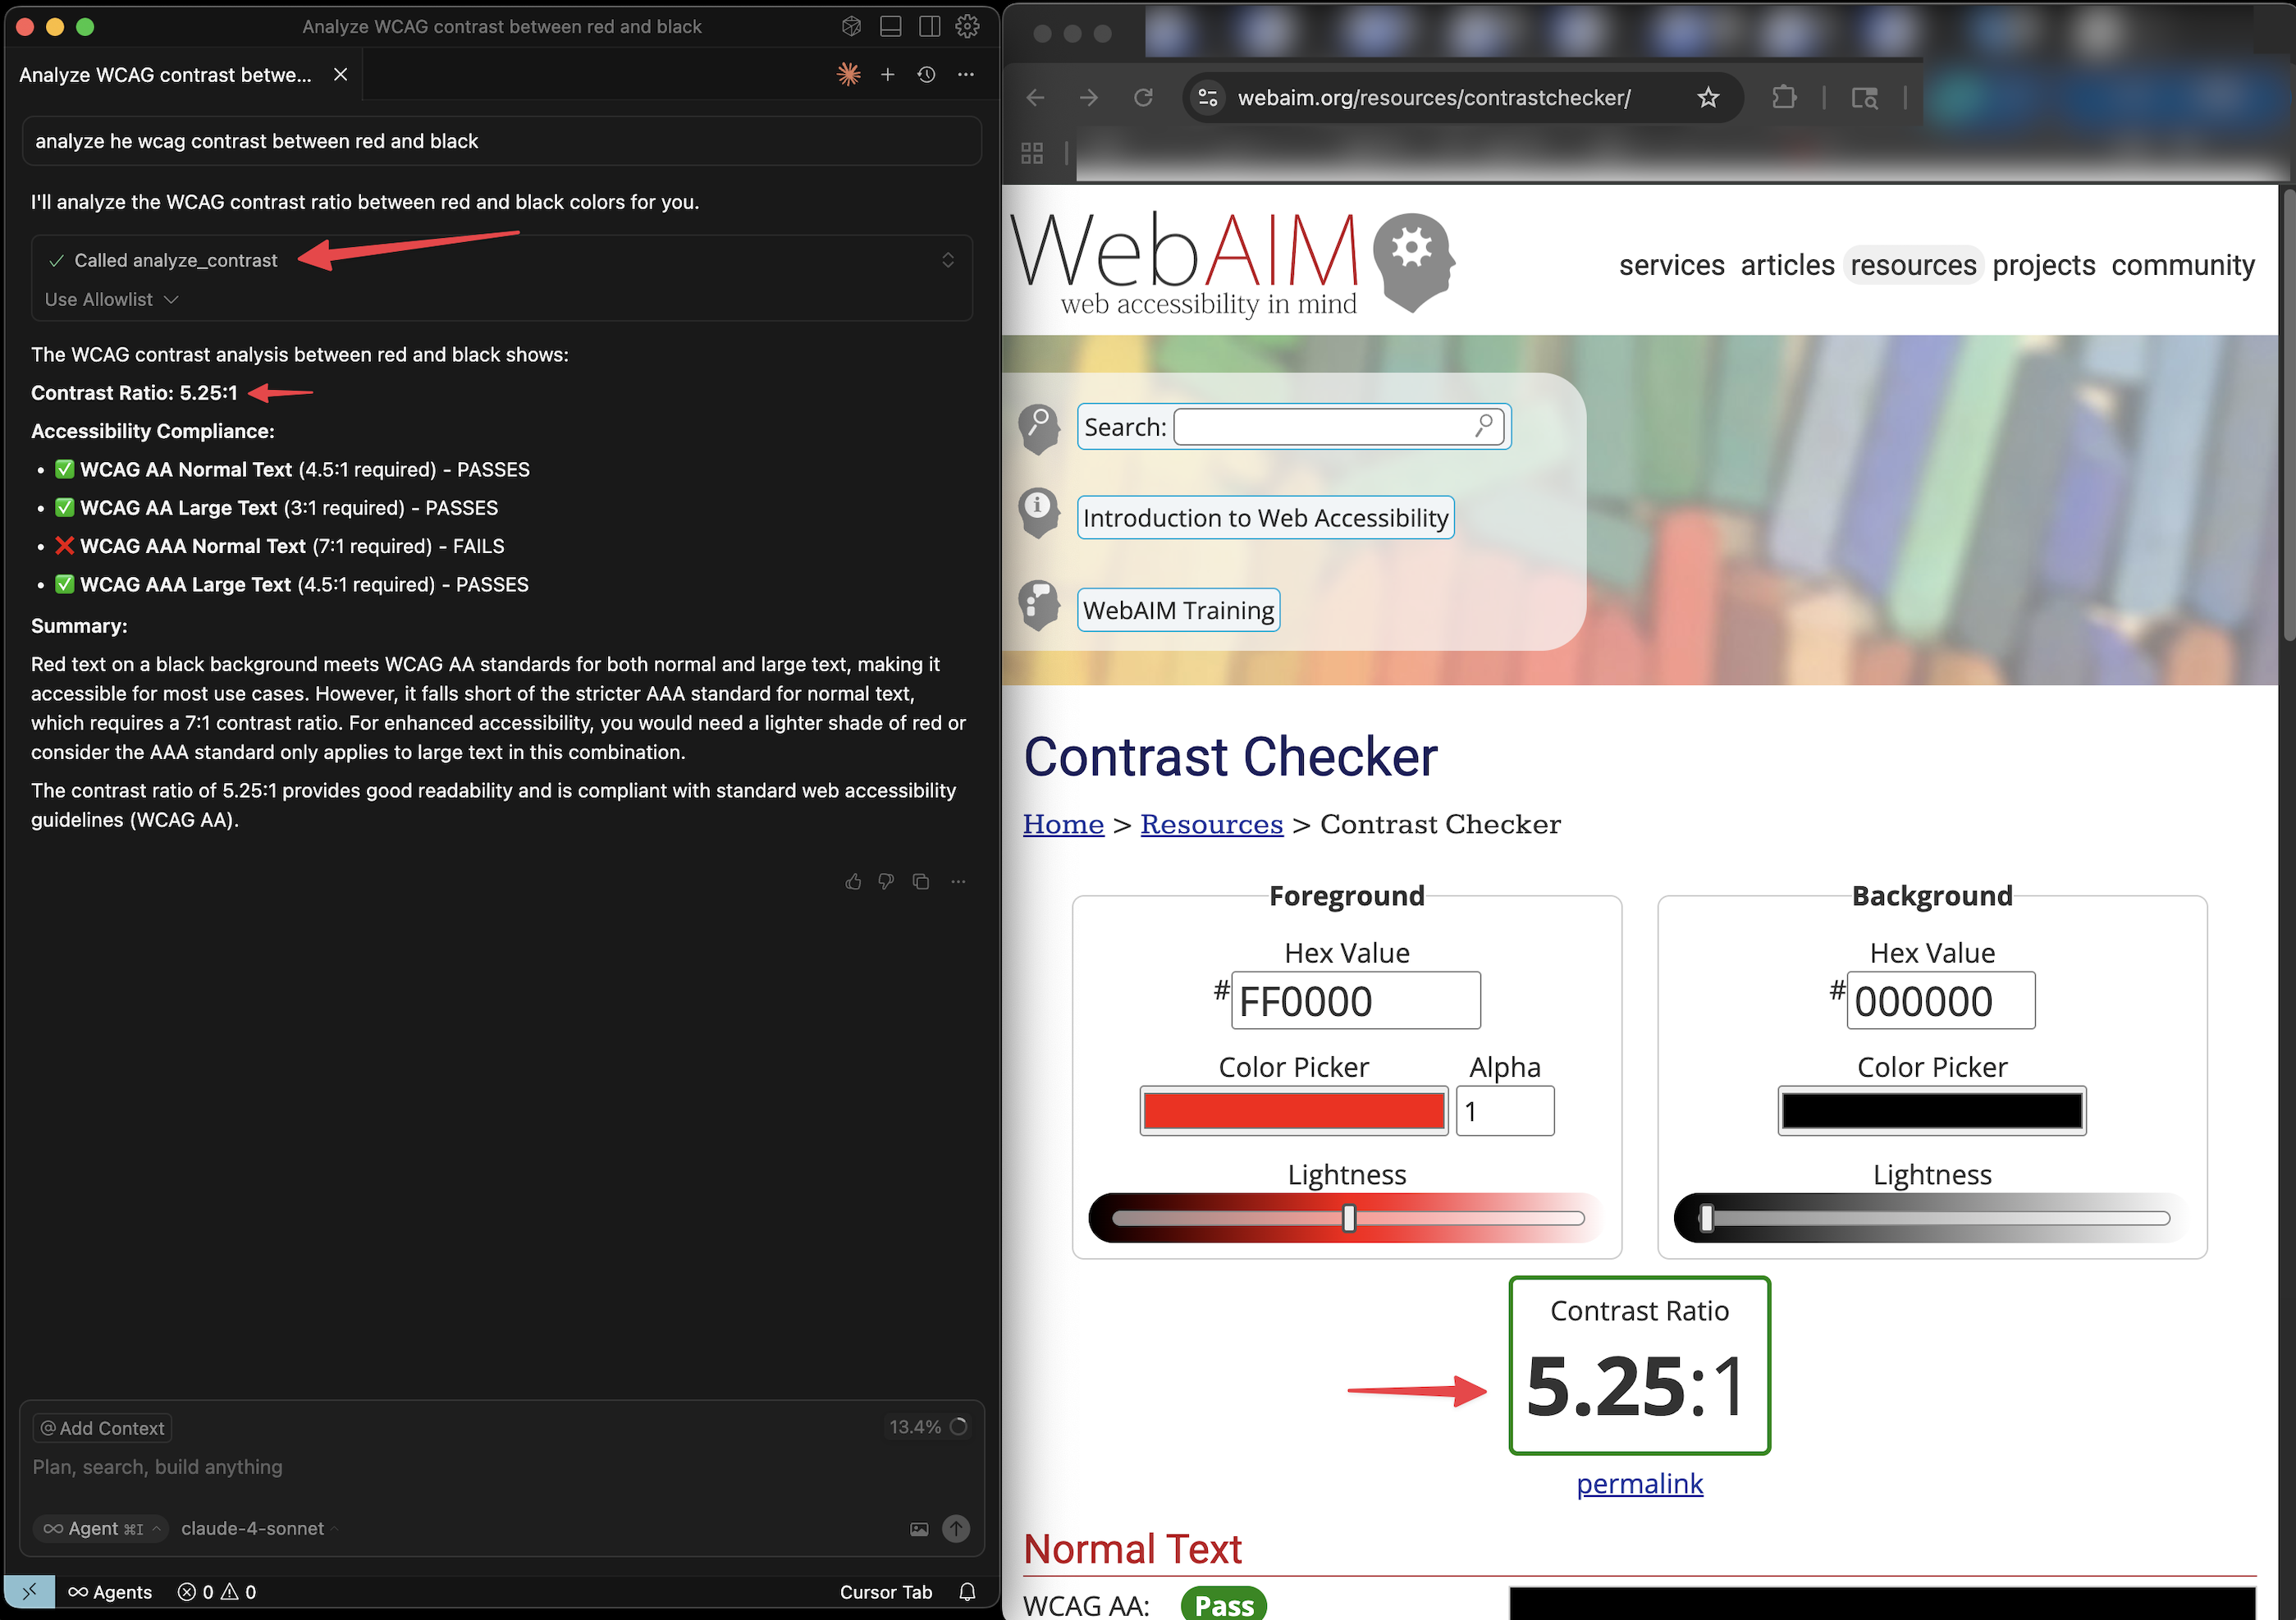 Analyze WCAG contrast between red and black
Analyze WCAG contrast betwe...
analyze he wcag contrast between red and black
I'll analyze the WCAG contrast ratio between red and black colors for you.
Called analyze_contrast
Use Allowlist
The WCAG contrast analysis between red and black shows:
Contrast Ratio: 5.25:1
Accessibility Compliance:
• ✅ WCAG AA Normal Text (4.5:1 required) - PASSES
• ✅ WCAG AA Large Text (3:1 required) - PASSES
• ❌ WCAG AAA Normal Text (7:1 required) - FAILS
• ✅ WCAG AAA Large Text (4.5:1 required) - PASSES
Summary:
Red text on a black background meets WCAG AA standards for both normal and large text, making it
accessible for most use cases. However, it falls short of the stricter AAA standard for normal text,
which requires a 7:1 contrast ratio. For enhanced accessibility, you would need a lighter shade of red or
consider the AAA standard only applies to large text in this combination.
The contrast ratio of 5.25:1 provides good readability and is compliant with standard web accessibility
guidelines (WCAG AA).
@ Add Context
13.4%
Plan, search, build anything
Agent ⌘I
claude-4-sonnet
Agents
0
0
Cursor Tab
webaim.org/resources/contrastchecker/
WebAIM
web accessibility in mind
services articles resources projects community
Search:
Introduction to Web Accessibility
WebAIM Training
Contrast Checker
Home > Resources > Contrast Checker
Foreground
Hex Value
#FF0000
Color Picker
Alpha
1
Lightness
Background
Hex Value
#000000
Color Picker
Lightness
Contrast Ratio
5.25:1
permalink
Normal Text
WCAG AA: Pass